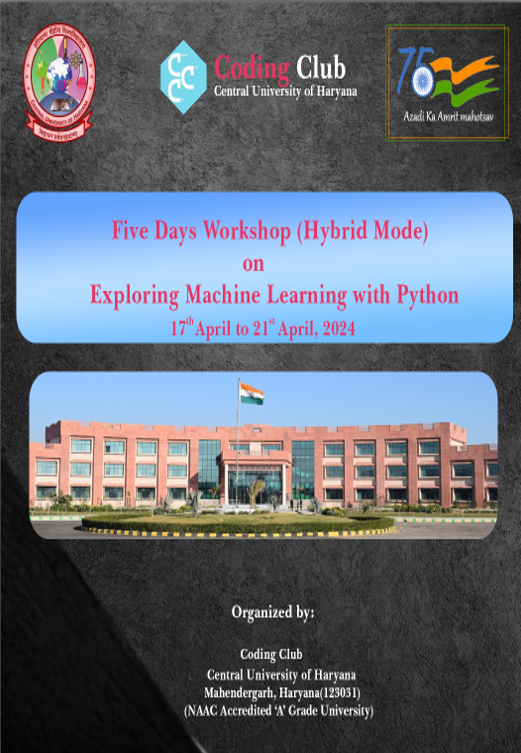 Coding Club
Central University of Haryana
75
Azadi Ka Amrit mahotsav
Five Days Workshop (Hybrid Mode)
on
Exploring Machine Learning with Python
17th April to 21st April, 2024
Organized by:
Coding Club
Central University of Haryana
Mahendergarh, Haryana(123031)
(NAAC Accredited ‘A’ Grade University)